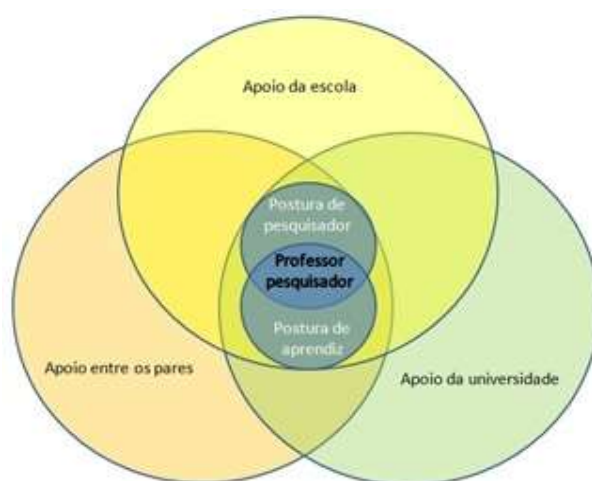 Apoio da escola
Postura de
pesquisador
Professor
pesquisador
Postura de
aprendiz
Apoio entre os pares
Apoio da universidade